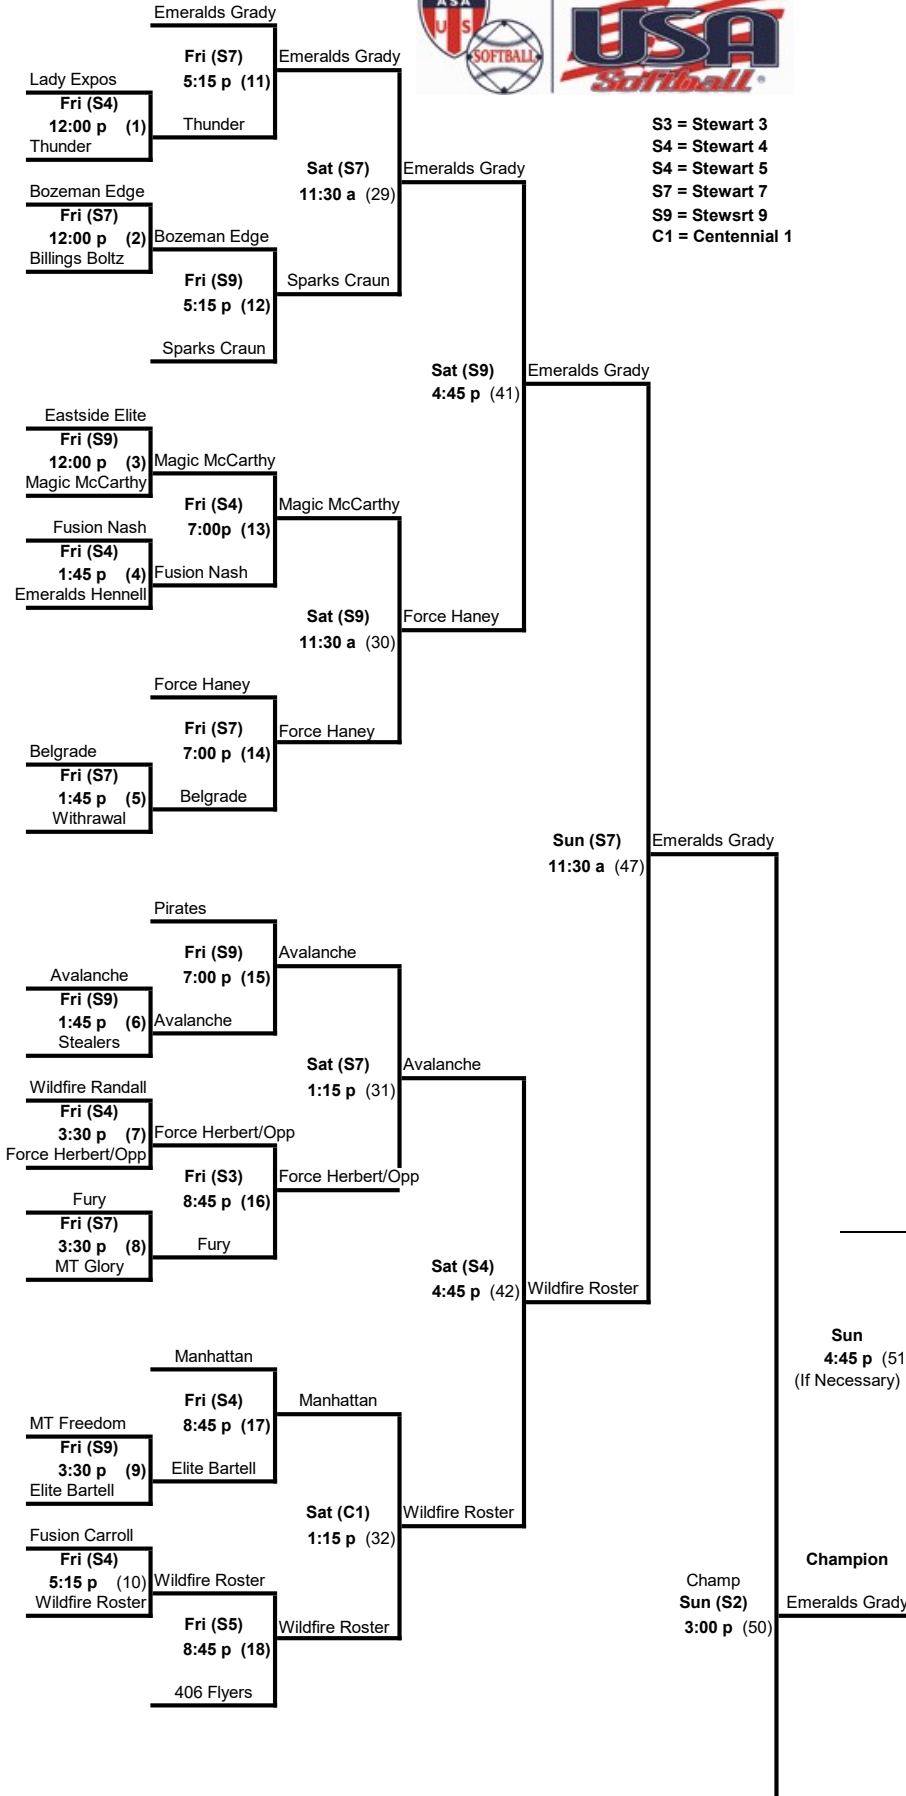 Emeralds Grady
ASA
US
SOFTBALL
USA
Softball
Fri (S7)
Emeralds Grady
5:15 p (11)
Lady Expos
Fri (S4)
12:00 p (1)
Thunder
Thunder
S3 = Stewart 3
S4 = Stewart 4
S4 = Stewart 5
S7 = Stewart 7
S9 = Stewsrt 9
C1 = Centennial 1
Sat (S7)
Emeralds Grady
11:30 a (29)
Bozeman Edge
Fri (S7)
12:00 p (2)
Bozeman Edge
Billings Boltz
Fri (S9)
Sparks Craun
5:15 p (12)
Sparks Craun
Sat (S9)
Emeralds Grady
4:45 p (41)
Eastside Elite
Fri (S9)
12:00 p (3)
Magic McCarthy
Magic McCarthy
Fri (S4)
Magic McCarthy
7:00p (13)
Fusion Nash
Fri (S4)
1:45 p (4)
Fusion Nash
Emeralds Hennell
Sat (S9)
Force Haney
11:30 a (30)
Force Haney
Fri (S7)
Force Haney
7:00 p (14)
Belgrade
Fri (S7)
1:45 p (5)
Belgrade
Withrawal
Sun (S7)
Emeralds Grady
11:30 a (47)
Pirates
Fri (S9)
Avalanche
7:00 p (15)
Avalanche
Fri (S9)
1:45 p (6)
Avalanche
Stealers
Sat (S7)
Avalanche
1:15 p (31)
Wildfire Randall
Fri (S4)
3:30 p (7)
Force Herbert/Opp
Force Herbert/Opp
Fri (S3)
Force Herbert/Opp
8:45 p (16)
Fury
Fri (S7)
3:30 p (8)
Fury
MT Glory
Sat (S4)
Wildfire Roster
4:45 p (42)
Sun
4:45 p (51
(If Necessary)
Manhattan
Fri (S4)
Manhattan
8:45 p (17)
MT Freedom
Fri (S9)
3:30 p (9)
Elite Bartell
Elite Bartell
Sat (C1)
Wildfire Roster
1:15 p (32)
Fusion Carroll
Fri (S4)
5:15 p (10)
Wildfire Roster
Wildfire Roster
Fri (S5)
Wildfire Roster
8:45 p (18)
406 Flyers
Champion
Champ
Sun (S2)
Emeralds Grady
3:00 p (50)